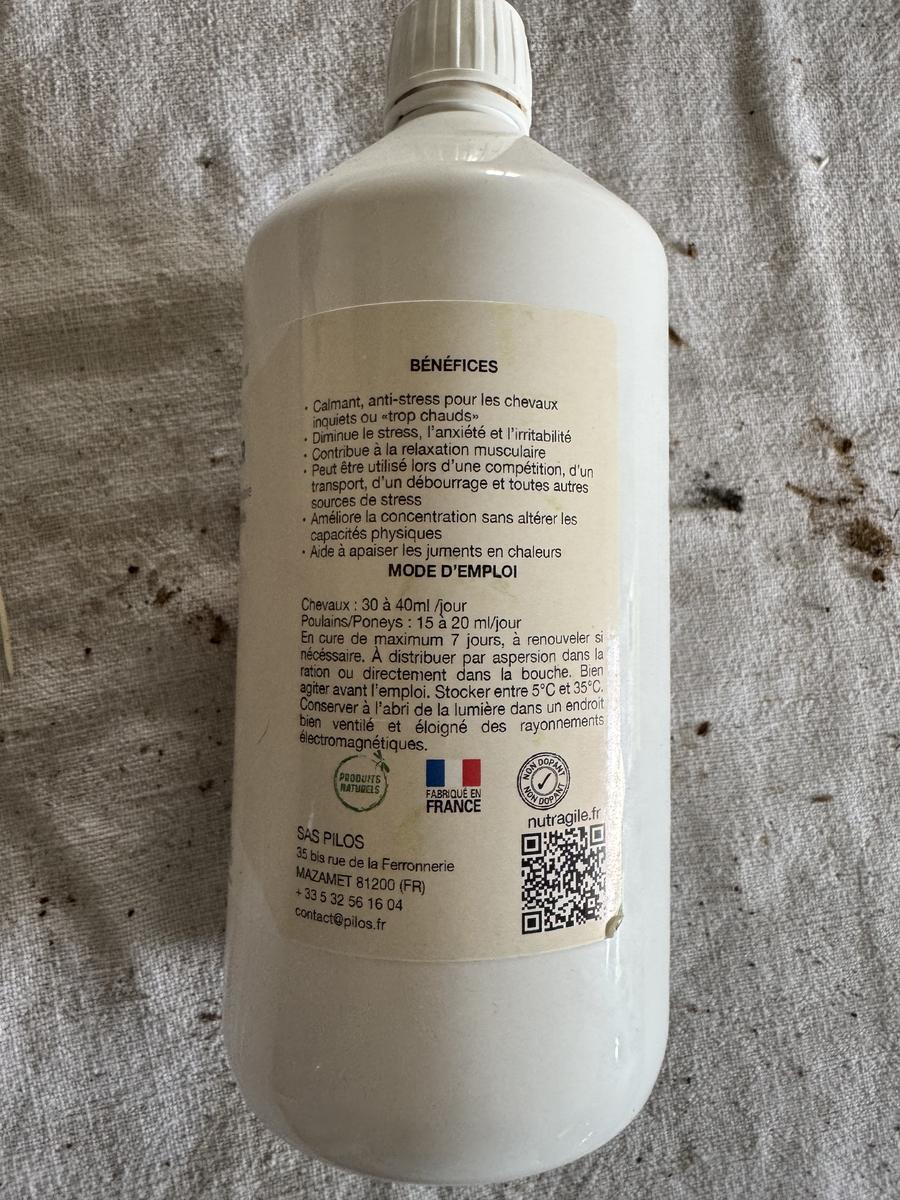 BÉNÉFICES
· Calmant, anti-stress pour les chevaux
inquiets ou «trop chauds»
· Diminue le stress, l'anxiété et l'irritabilité
· Contribue à la relaxation musculaire
· Peut être utilisé lors d'une compétition, d'un
transport, d'un débourrage et toutes autres
sources de stress
· Améliore la concentration sans altérer les
capacités physiques
· Aide à apaiser les juments en chaleurs
MODE D'EMPLOI
Chevaux : 30 à 40ml /jour
Poulains/Poneys : 15 à 20 ml/jour
En cure de maximum 7 jours, à renouveler si
nécéssaire. À distribuer par aspersion dans la
ration ou directement dans la bouche. Bien
agiter avant l'emploi. Stocker entre 5°C et 35°C.
Conserver à l'abri de la lumière dans un endroit
bien ventilé et éloigné des rayonnements
électromagnétiques.
PRODUITS
NATURELS
FABRIQUÉ EN
FRANCE
NON DOPANT
NON DOPANT
nutragile.fr
SAS PILOS
35 bis rue de la Ferronnerie
MAZAMET 81200 (FR)
+ 33 5 32 56 16 04
contact@pilos.fr